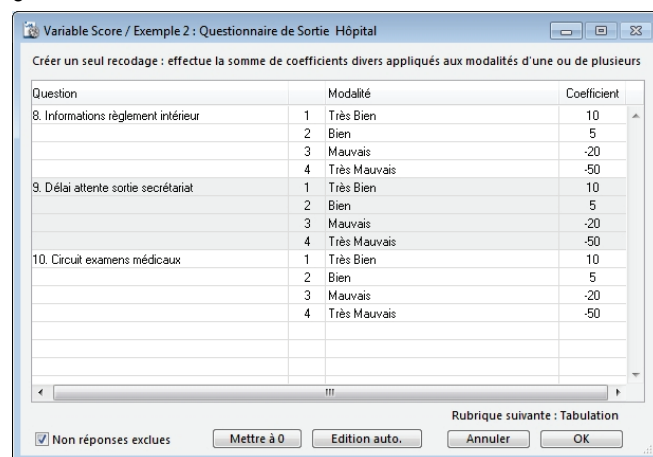 Variable Score / Exemple 2 : Questionnaire de Sortie Hôpital
Créer un seul recodage : effectue la somme de coefficients divers appliqués aux modalités d'une ou de plusieurs
Question Modalité Coefficient
8. Informations règlement intérieur 1 Très Bien 10
2 Bien 5
3 Mauvais -20
4 Très Mauvais -50
9. Délai attente sortie secrétariat 1 Très Bien 10
2 Bien 5
3 Mauvais -20
4 Très Mauvais -50
10. Circuit examens médicaux 1 Très Bien 10
2 Bien 5
3 Mauvais -20
4 Très Mauvais -50
Rubrique suivante : Tabulation
Non réponses exclues Mettre à 0 Edition auto. Annuler OK